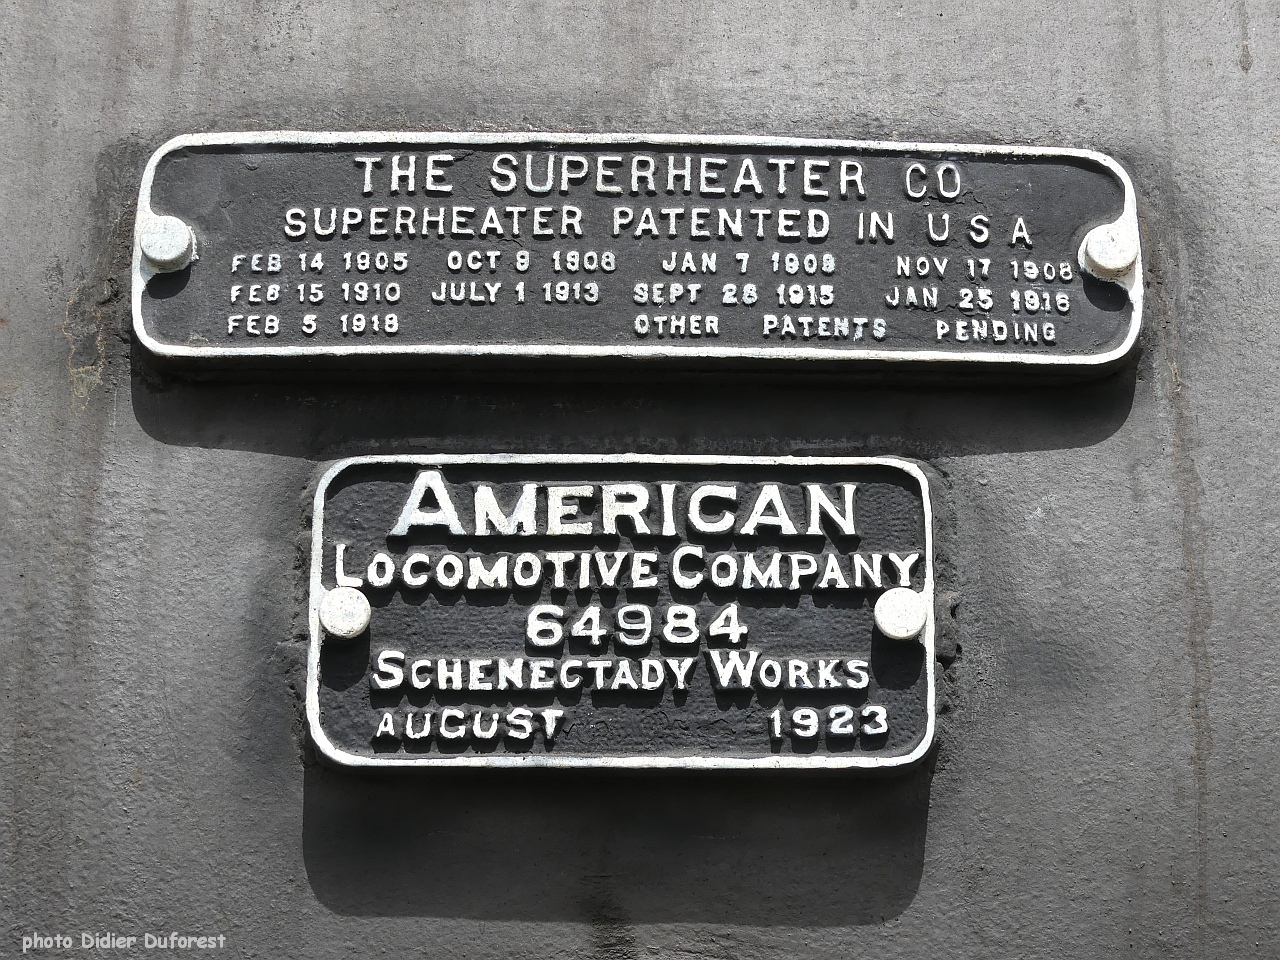 THE SUPERHEATER CO
SUPERHEATER PATENTED IN U S A
FEB 14 1905 OCT 9 1908 JAN 7 1908 NOV 17 1908
FEB 15 1910 JULY 1 1913 SEPT 28 1915 JAN 25 1916
FEB 5 1918 OTHER PATENTS PENDING
AMERICAN
LOCOMOTIVE COMPANY
64984
SCHENECTADY WORKS
AUGUST 1923
photo Didier Duforest